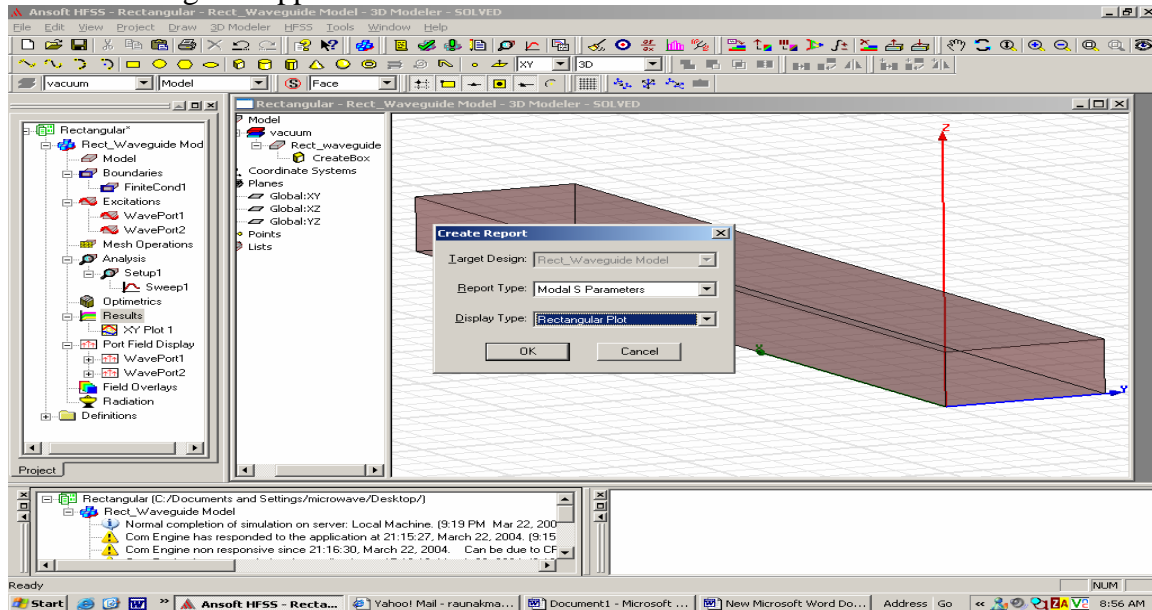 Ansoft HFSS - Rectangular - Rect_Waveguide Model - 3D Modeler - SOLVED
File Edit View Project Draw 3D Modeler HFSS Tools Window Help
XY 3D
vacuum Model Face
Rectangular - Rect_Waveguide Model - 3D Modeler - SOLVED
Rectangular*
Rect_Waveguide Mod
Model
Boundaries
FiniteCond1
Excitations
WavePort1
WavePort2
Mesh Operations
Analysis
Setup1
Sweep1
Optimetrics
Results
XY Plot 1
Port Field Display
WavePort1
WavePort2
Field Overlays
Radiation
Definitions
Project
Model
vacuum
Rect_waveguide
CreateBox
Coordinate Systems
Planes
Global:XY
Global:XZ
Global:YZ
Points
Lists
Z
Y
Create Report
Target Design: Rect_Waveguide Model
Report Type: Modal S Parameters
Display Type: Rectangular Plot
OK Cancel
Rectangular (C:/Documents and Settings/microwave/Desktop/)
Rect_Waveguide Model
Normal completion of simulation on server: Local Machine. (9:19 PM Mar 22, 200
Com Engine has responded to the application at 21:15:27, March 22, 2004. (9:15
Com Engine non responsive since 21:16:30, March 22, 2004. Can be due to CF
Ready NUM
Start Ansoft HFSS - Recta... Yahoo! Mail - raunakma... Document1 - Microsoft ... New Microsoft Word Do... Address Go 8:56 AM